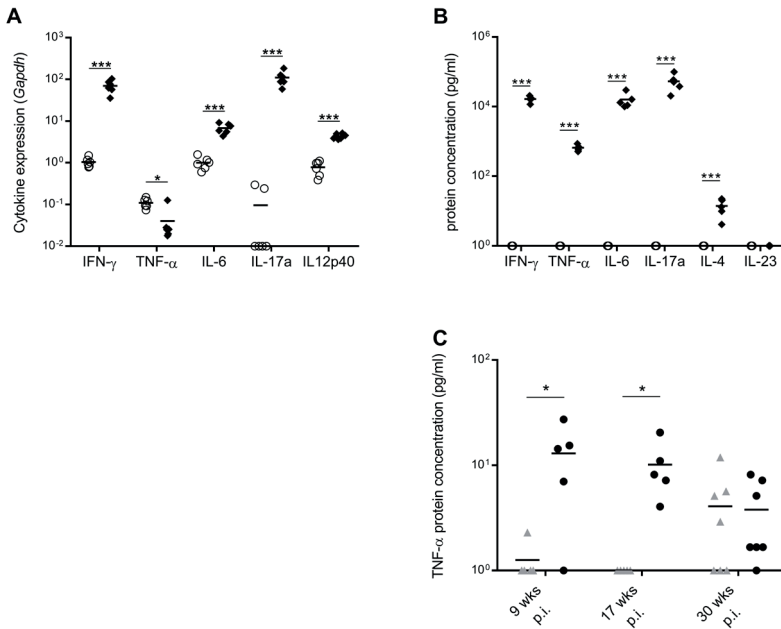 A
Cytokine expression (Gapdh)
10³
10²
10¹
10⁰
10⁻¹
10⁻²
***
*
***
***
***
IFN-γ TNF-α IL-6 IL-17a IL12p40
B
protein concentration (pg/ml)
10⁶
10⁴
10²
10⁰
***
***
***
***
***
IFN-γ TNF-α IL-6 IL-17a IL-4 IL-23
C
TNF-α protein concentration (pg/ml)
10²
10¹
10⁰
*
*
9 wks
p.i.
17 wks
p.i.
30 wks
p.i.